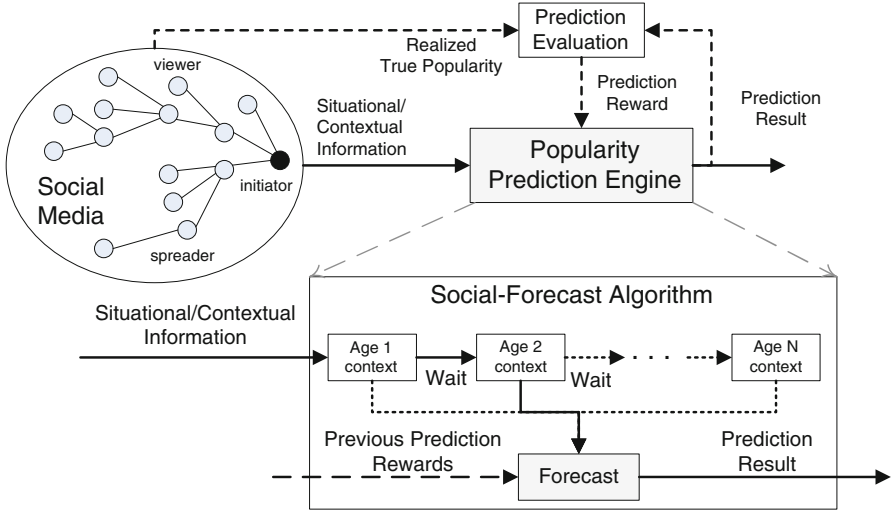 Prediction
Evaluation
Realized
True Popularity
Prediction
Reward
Prediction
Result
viewer
Situational/
Contextual
Information
Popularity
Prediction Engine
Social
Media
initiator
spreader
Social-Forecast Algorithm
Situational/Contextual
Information
Age 1
context
Wait
Age 2
context
Wait
. . .
Age N
context
Previous Prediction
Rewards
Forecast
Prediction
Result